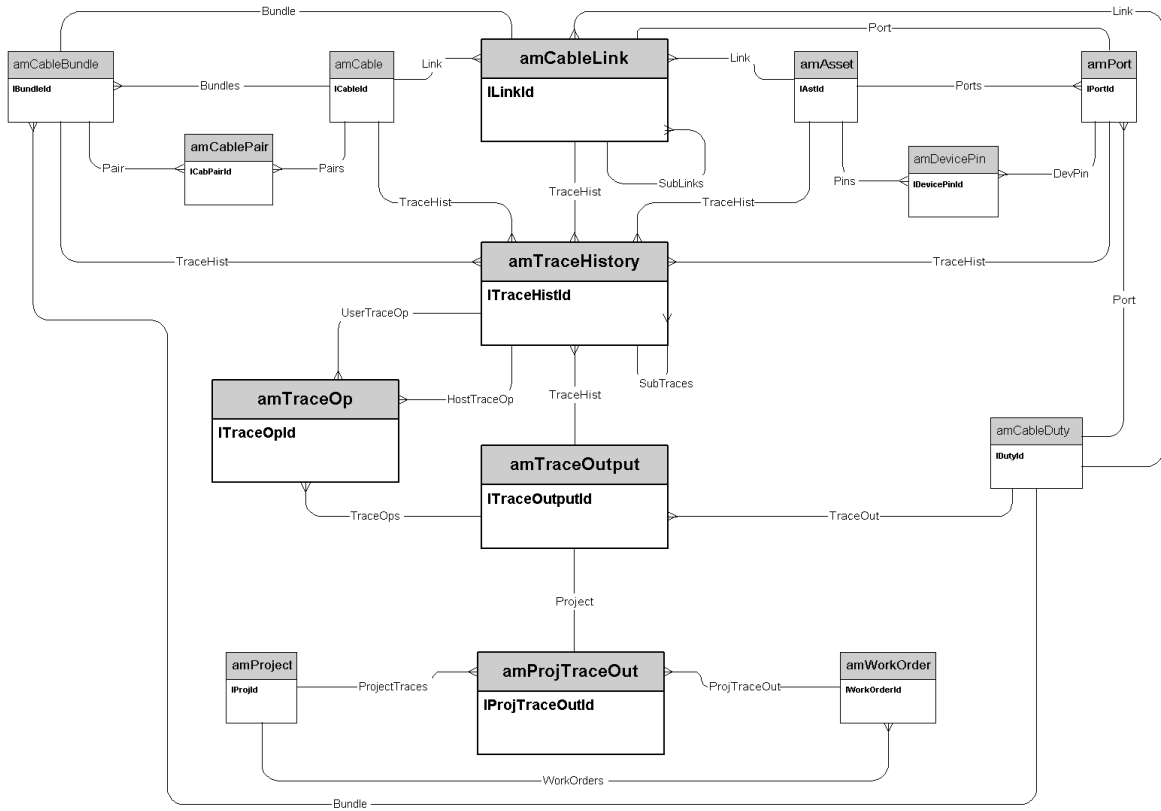 Bundle
Link
Port
amCableBundle
lBundleId
amCable
lCableId
amCableLink
lLinkId
amAsset
lAstId
amPort
lPortId
Link
Link
Bundles
Ports
amCablePair
lCabPairId
amDevicePin
lDevicePinId
Pair
Pairs
Pins
DevPin
SubLinks
TraceHist
TraceHist
TraceHist
TraceHist
TraceHist
amTraceHistory
lTraceHistId
Port
UserTraceOp
SubTraces
amTraceOp
lTraceOpId
HostTraceOp
TraceHist
amCableDuty
lDutyId
amTraceOutput
lTraceOutputId
TraceOps
TraceOut
Project
amProject
lProjId
amProjTraceOut
lProjTraceOutId
amWorkOrder
lWorkOrderId
ProjectTraces
ProjTraceOut
WorkOrders
Bundle